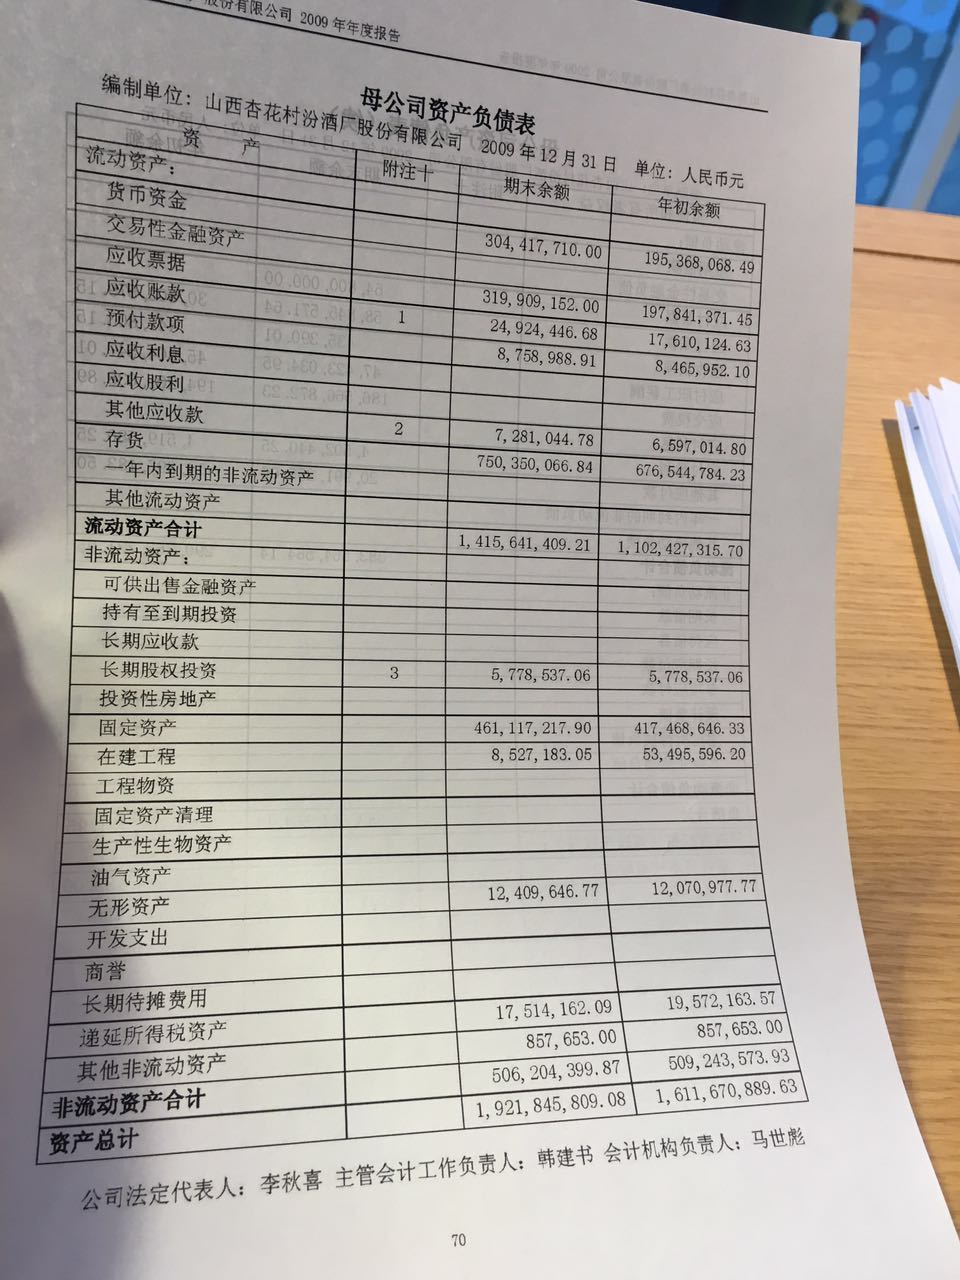 股份有限公司 2009 年年度报告
母公司资产负债表
编制单位：山西杏花村汾酒厂股份有限公司 2009 年 12 月 31 日 单位：人民币元
资 产 附注十 期末余额 年初余额
流动资产：
货币资金 304,417,710.00 195,368,068.49
交易性金融资产
应收票据 319,909,152.00 197,841,371.45
应收账款 1 24,924,446.68 17,610,124.63
预付款项 8,758,988.91 8,465,952.10
应收利息
应收股利
其他应收款 2 7,281,044.78 6,597,014.80
存货 750,350,066.84 676,544,784.23
一年内到期的非流动资产
其他流动资产
流动资产合计 1,415,641,409.21 1,102,427,315.70
非流动资产：
可供出售金融资产
持有至到期投资
长期应收款
长期股权投资 3 5,778,537.06 5,778,537.06
投资性房地产
固定资产 461,117,217.90 417,468,646.33
在建工程 8,527,183.05 53,495,596.20
工程物资
固定资产清理
生产性生物资产
油气资产
无形资产 12,409,646.77 12,070,977.77
开发支出
商誉
长期待摊费用
递延所得税资产 17,514,162.09 19,572,163.57
其他非流动资产 857,653.00 857,653.00
非流动资产合计 506,204,399.87 509,243,573.93
资产总计 1,921,845,809.08 1,611,670,889.63
公司法定代表人：李秋喜 主管会计工作负责人：韩建书 会计机构负责人：马世彪
70